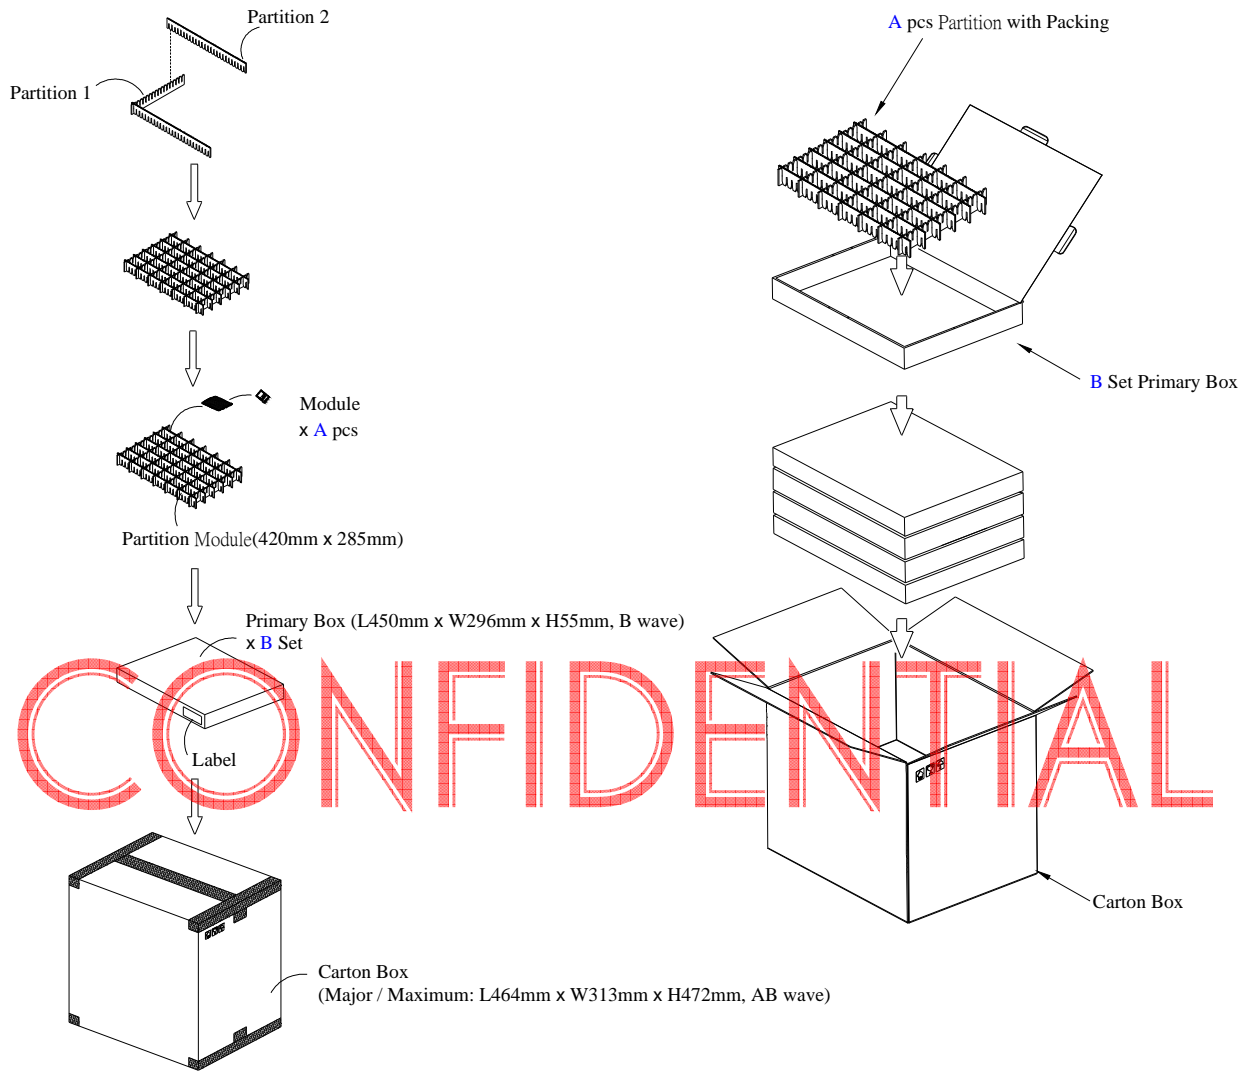 Partition 2
Partition 1
Module
x A pcs
Partition Module(420mm x 285mm)
Primary Box (L450mm x W296mm x H55mm, B wave)
x B Set
Label
Carton Box
(Major / Maximum: L464mm x W313mm x H472mm, AB wave)
A pcs Partition with Packing
B Set Primary Box
Carton Box
CONFIDENTIAL